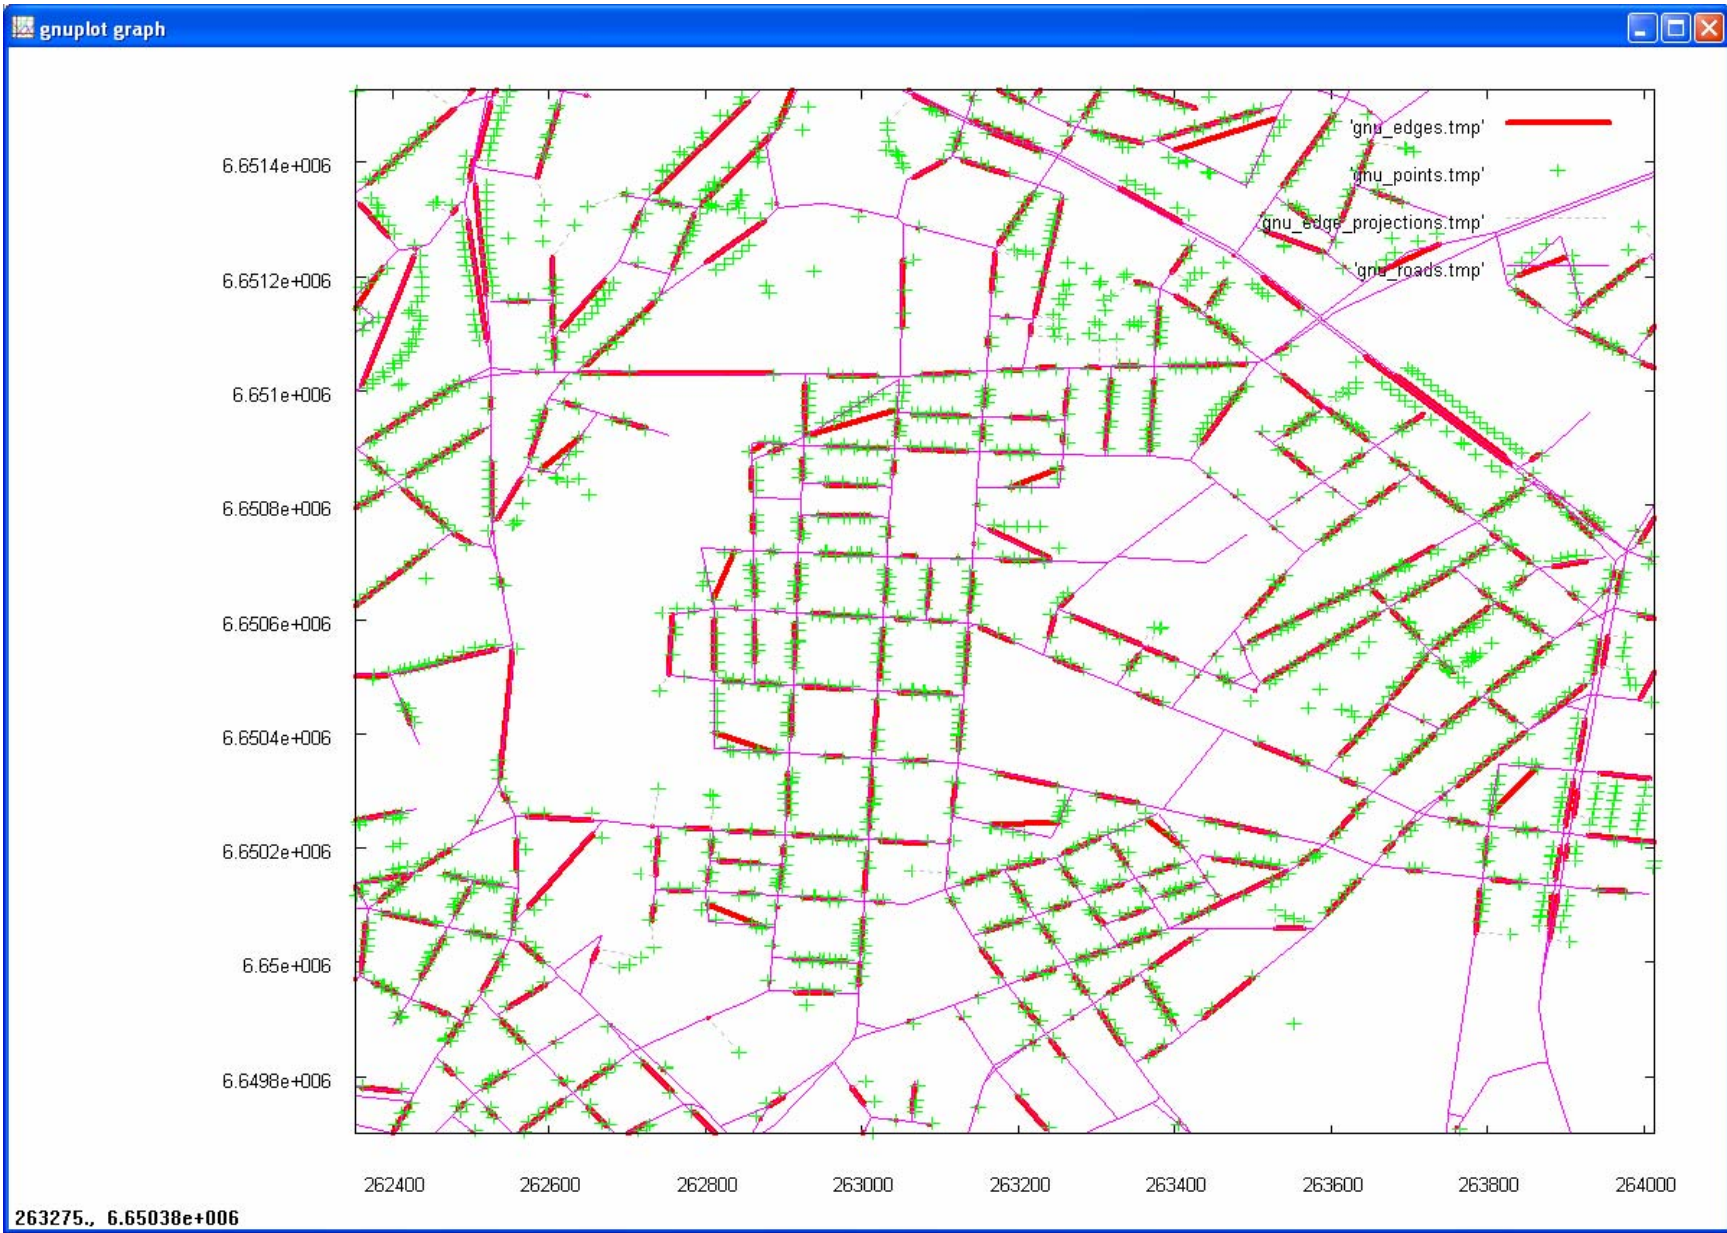 gnuplot graph
'gnu_edges.tmp'
'gnu_points.tmp'
'gnu_edge_projections.tmp'
'gnu_roads.tmp'
6.6514e+006
6.6512e+006
6.651e+006
6.6508e+006
6.6506e+006
6.6504e+006
6.6502e+006
6.65e+006
6.6498e+006
262400 262600 262800 263000 263200 263400 263600 263800 264000
263275., 6.65038e+006